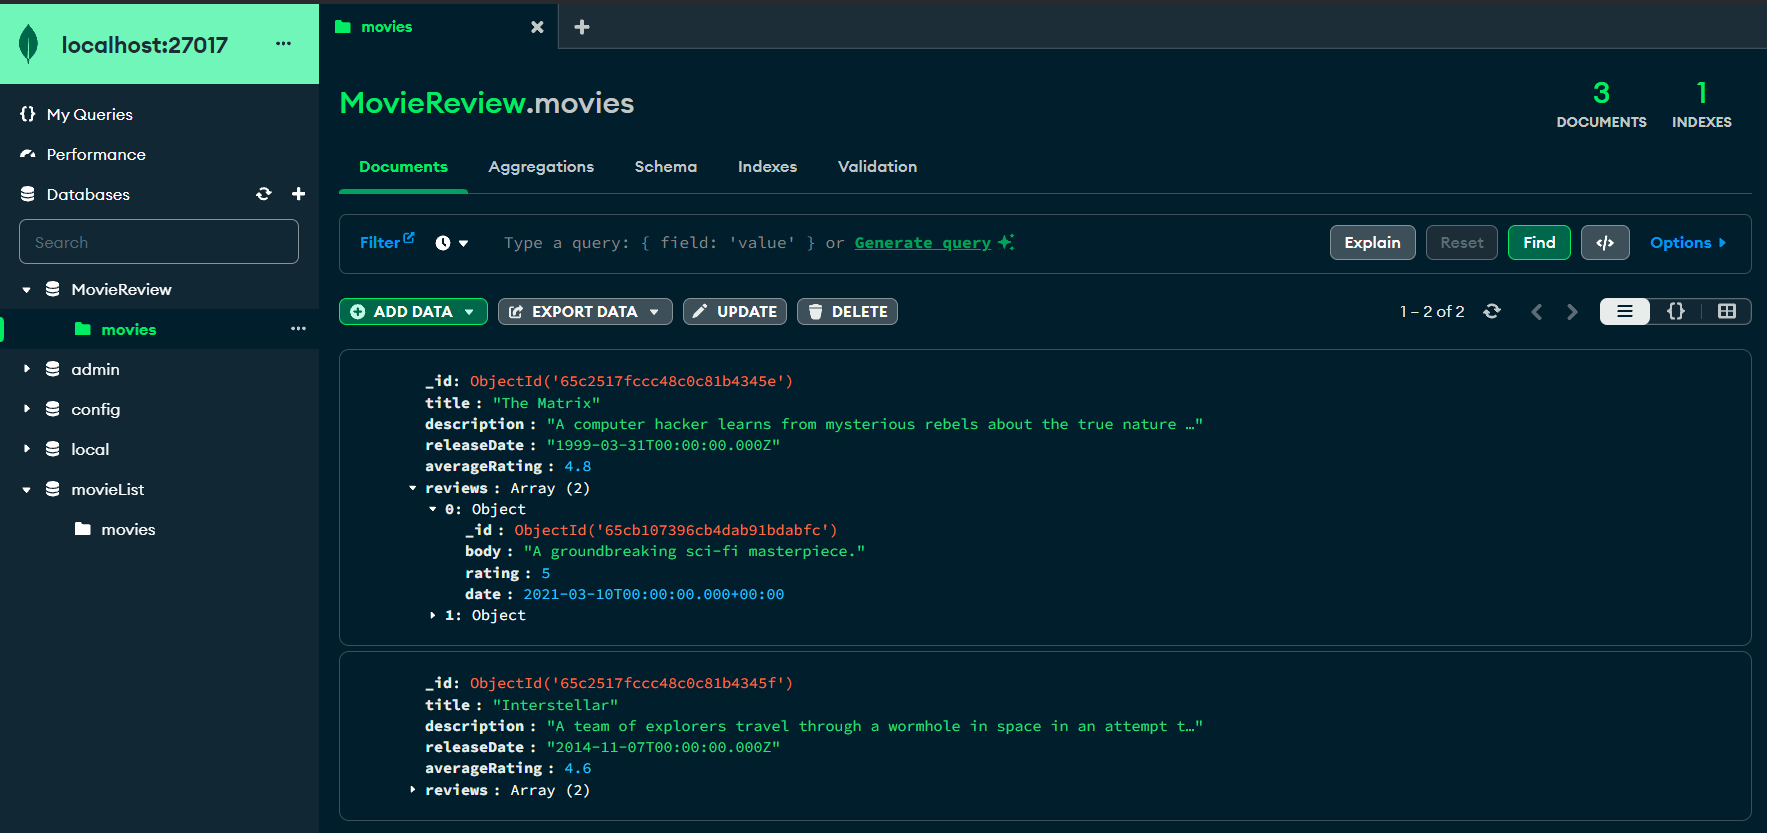 localhost:27017
My Queries
Performance
Databases
Search
MovieReview
movies
admin
config
local
movieList
movies
movies
MovieReview.movies
3
DOCUMENTS
1
INDEXES
Documents Aggregations Schema Indexes Validation
Filter Type a query: { field: 'value' } or Generate query Explain Reset Find </> Options
ADD DATA EXPORT DATA UPDATE DELETE 1 – 2 of 2 {}
_id: ObjectId('65c2517fccc48c0c81b4345e')
title : "The Matrix"
description : "A computer hacker learns from mysterious rebels about the true nature …"
releaseDate : "1999-03-31T00:00:00.000Z"
averageRating : 4.8
reviews : Array (2)
0: Object
_id : ObjectId('65cb107396cb4dab91bdabfc')
body : "A groundbreaking sci-fi masterpiece."
rating : 5
date : 2021-03-10T00:00:00.000+00:00
1: Object
_id: ObjectId('65c2517fccc48c0c81b4345f')
title : "Interstellar"
description : "A team of explorers travel through a wormhole in space in an attempt t…"
releaseDate : "2014-11-07T00:00:00.000Z"
averageRating : 4.6
reviews : Array (2)